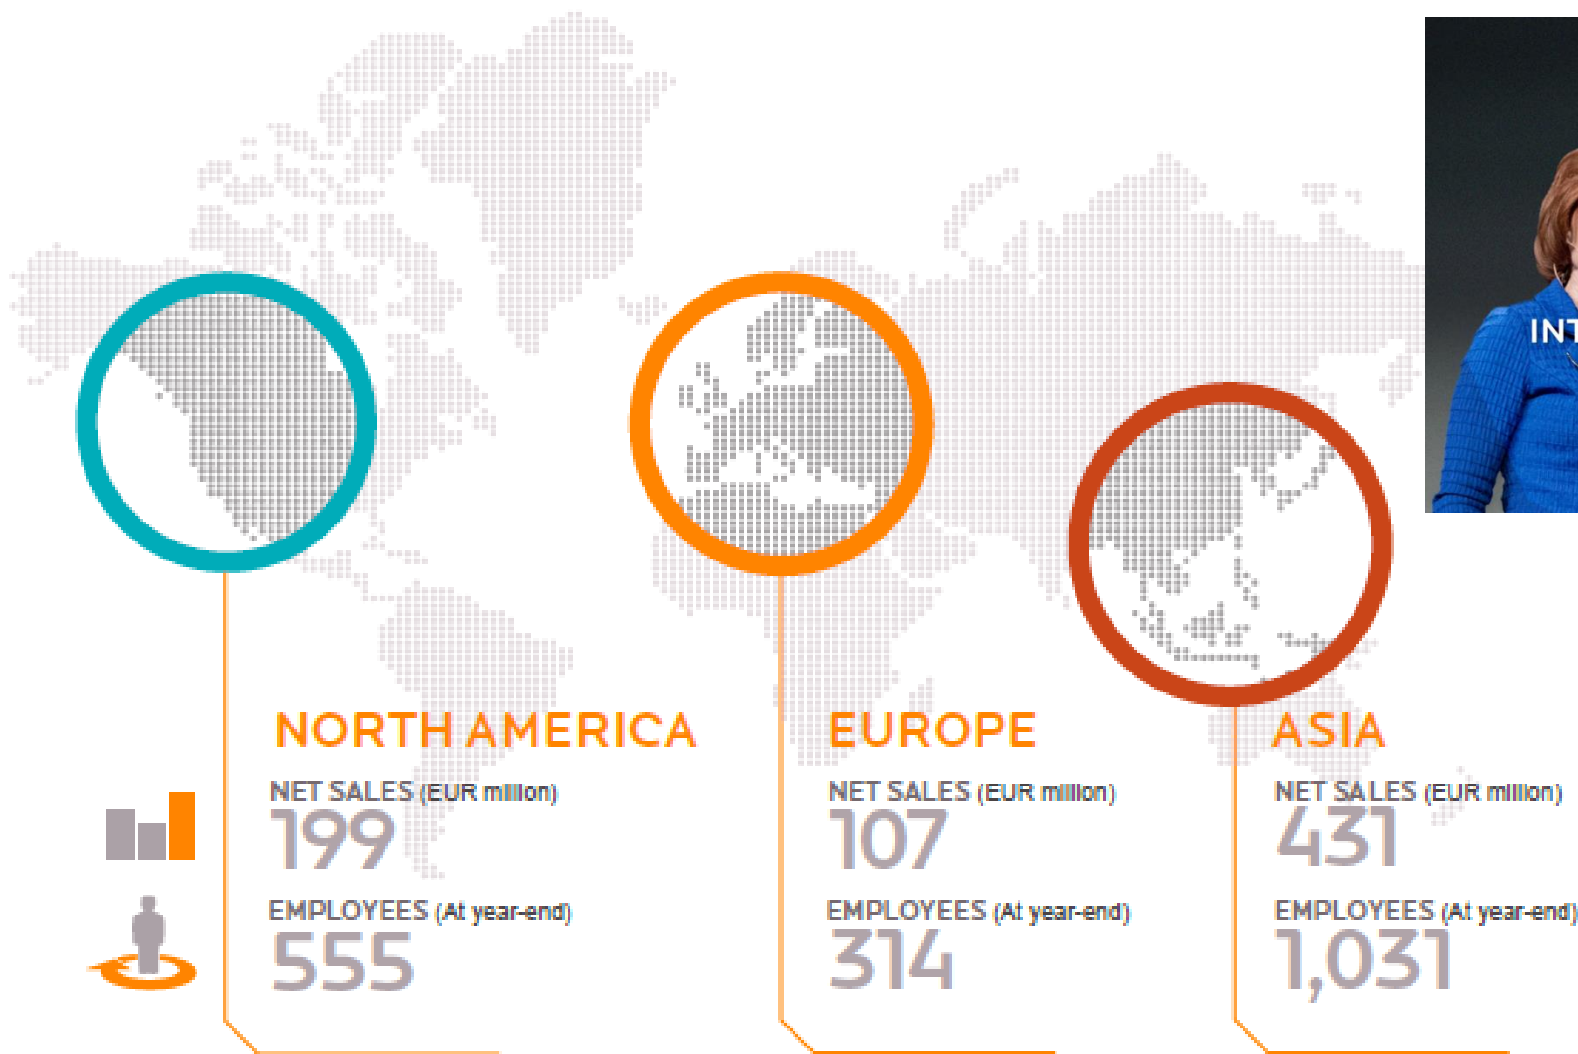 INT
NORTH AMERICA
NET SALES (EUR million)
199
EMPLOYEES (At year-end)
555
EUROPE
NET SALES (EUR million)
107
EMPLOYEES (At year-end)
314
ASIA
NET SALES (EUR million)
431
EMPLOYEES (At year-end)
1,031